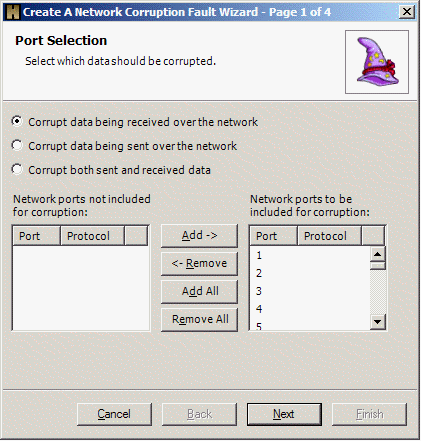 Create A Network Corruption Fault Wizard - Page 1 of 4
Port Selection
Select which data should be corrupted.
Corrupt data being received over the network
Corrupt data being sent over the network
Corrupt both sent and received data
Network ports not included
for corruption:
Port Protocol
Add ->
<- Remove
Add All
Remove All
Network ports to be
included for corruption:
Port Protocol
1
2
3
4
5
Cancel Back Next Finish